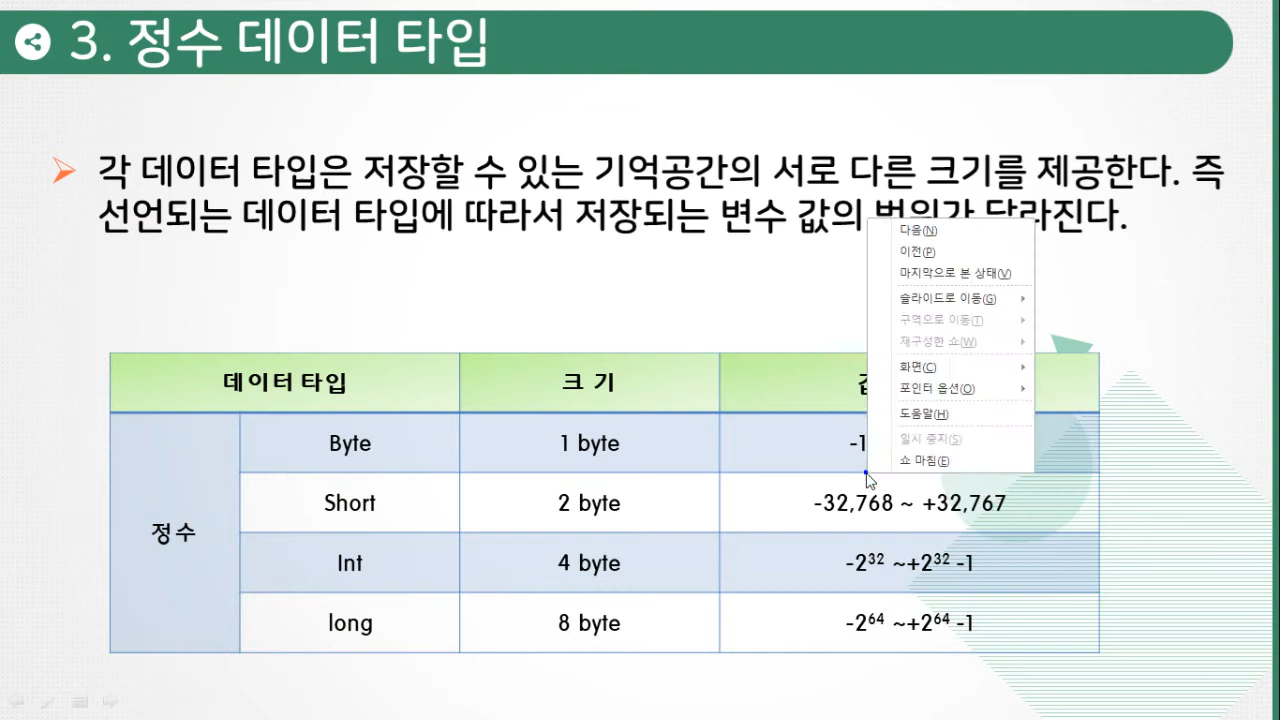 3. 정수 데이터 타입
각 데이터 타입은 저장할 수 있는 기억공간의 서로 다른 크기를 제공한다. 즉
선언되는 데이터 타입에 따라서 저장되는 변수 값의 범위가 달라진다.
다음(N)
이전(P)
마지막으로 본 상태(V)
슬라이드로 이동(G)
구역으로 이동(T)
재구성한 쇼(W)
화면(C)
포인터 옵션(O)
도움말(H)
일시 중지(S)
쇼 마침(E)
데이터 타입 크 기
정수
Byte 1 byte
Short 2 byte -32,768 ~ +32,767
Int 4 byte -2³² ~+2³² -1
long 8 byte -2⁶⁴ ~+2⁶⁴ -1